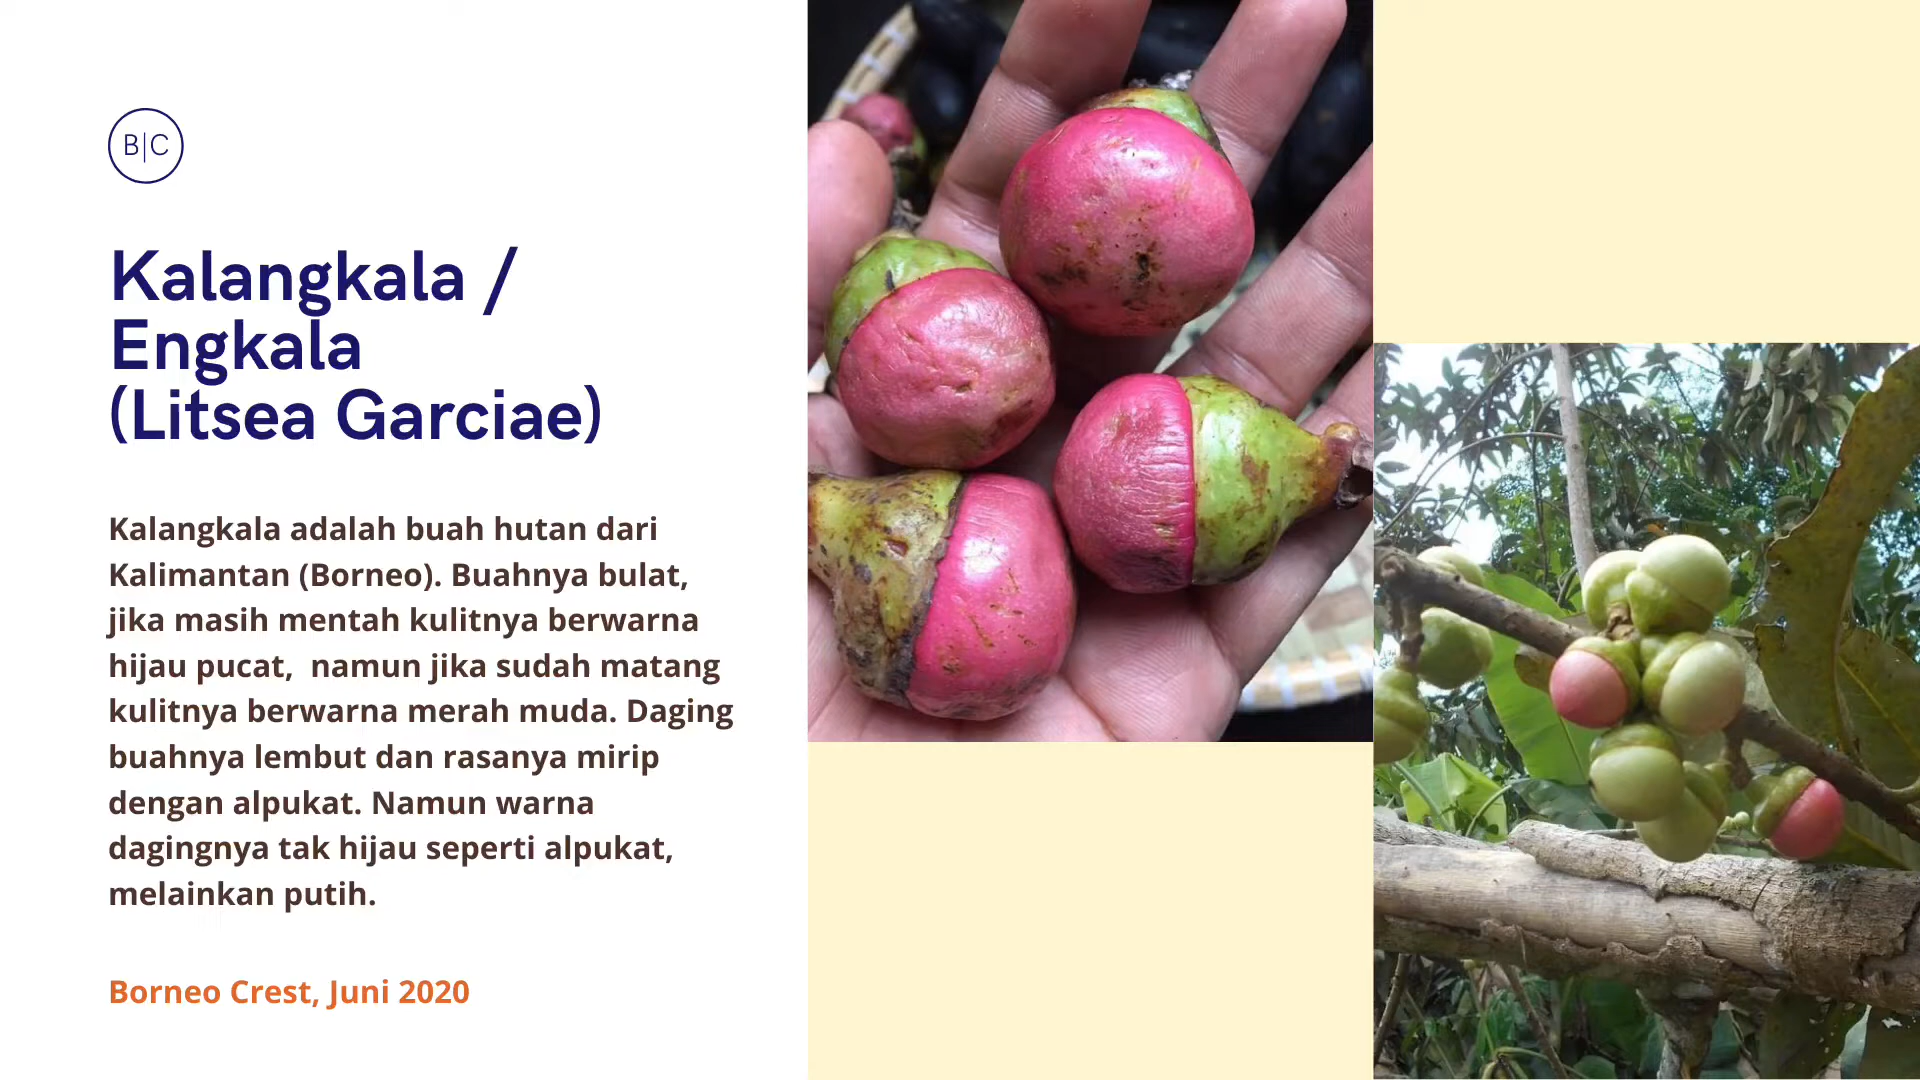 B|C
Kalangkala /
Engkala
(Litsea Garciae)
Kalangkala adalah buah hutan dari
Kalimantan (Borneo). Buahnya bulat,
jika masih mentah kulitnya berwarna
hijau pucat,  namun jika sudah matang
kulitnya berwarna merah muda. Daging
buahnya lembut dan rasanya mirip
dengan alpukat. Namun warna
dagingnya tak hijau seperti alpukat,
melainkan putih.
Borneo Crest, Juni 2020